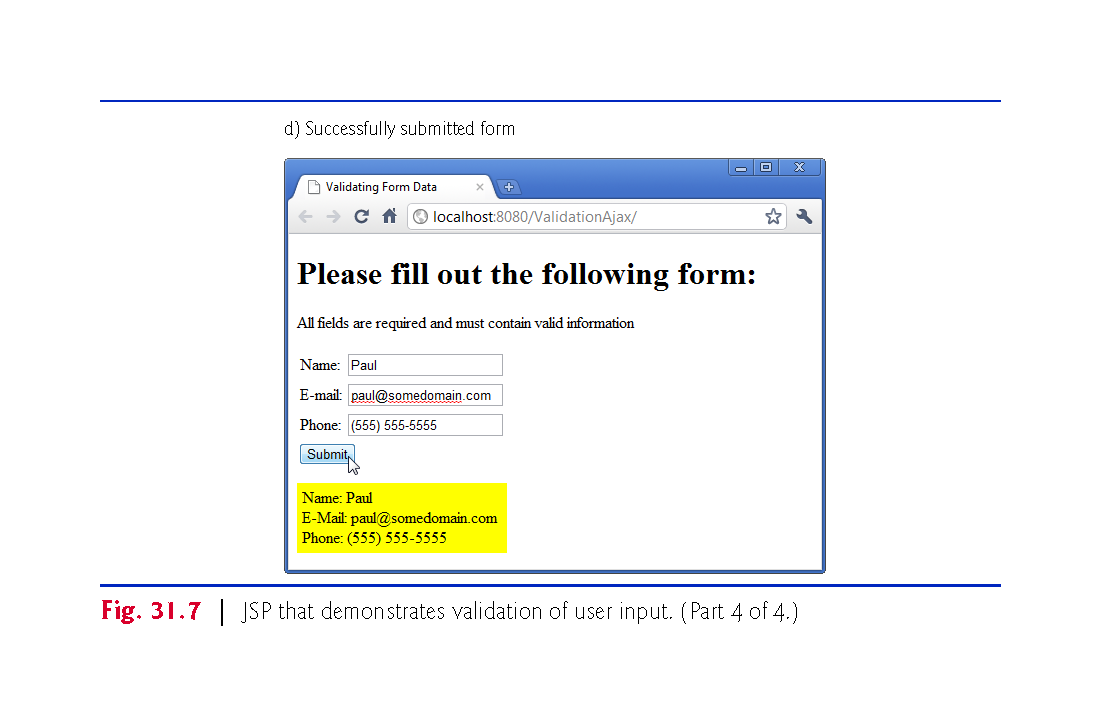 d) Successfully submitted form
Validating Form Data
localhost:8080/ValidationAjax/
Please fill out the following form:
All fields are required and must contain valid information
Name: Paul
E-mail: paul@somedomain.com
Phone: (555) 555-5555
Submit
Name: Paul
E-Mail: paul@somedomain.com
Phone: (555) 555-5555
Fig. 31.7 | JSP that demonstrates validation of user input. (Part 4 of 4.)